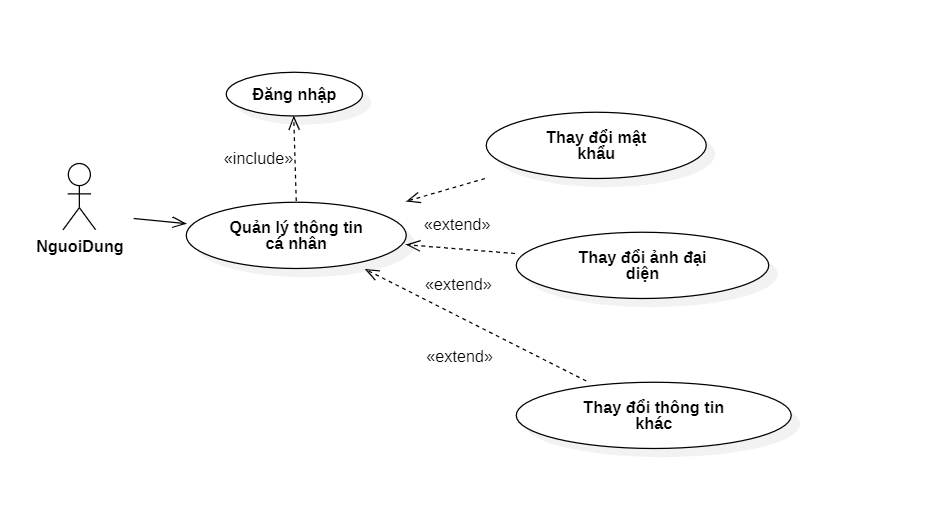 Đăng nhập
Thay đổi mật
khẩu
«include»
NguoiDung
Quản lý thông tin
cá nhân
«extend»
Thay đổi ảnh đại
diện
«extend»
«extend»
Thay đổi thông tin
khác